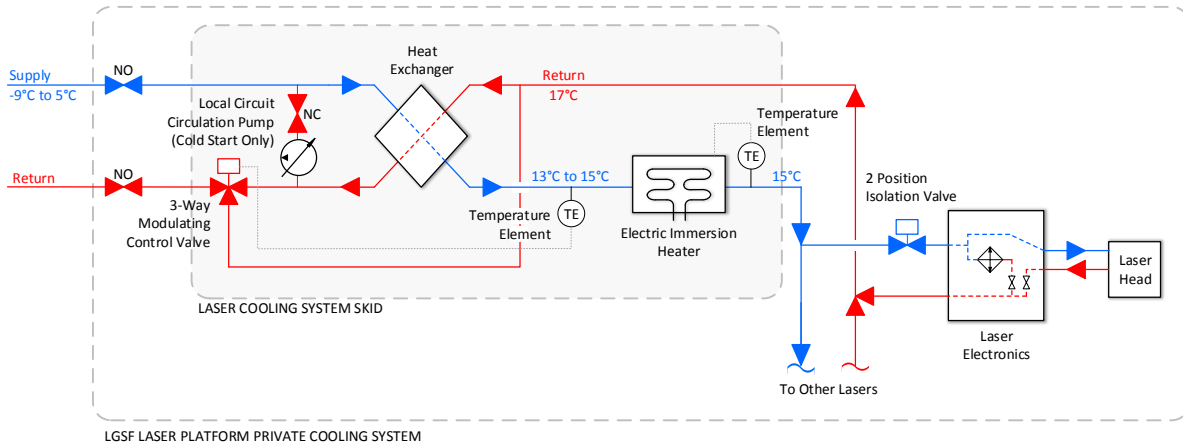 Supply
-9°C to 5°C
NO
Heat
Exchanger
Return
17°C
Local Circuit
Circulation Pump
(Cold Start Only)
NC
Temperature
Element
TE
Return
NO
3-Way
Modulating
Control Valve
13°C to 15°C
Temperature
Element
TE
Electric Immersion
Heater
15°C
2 Position
Isolation Valve
Laser
Head
Laser
Electronics
To Other Lasers
LASER COOLING SYSTEM SKID
LGSF LASER PLATFORM PRIVATE COOLING SYSTEM